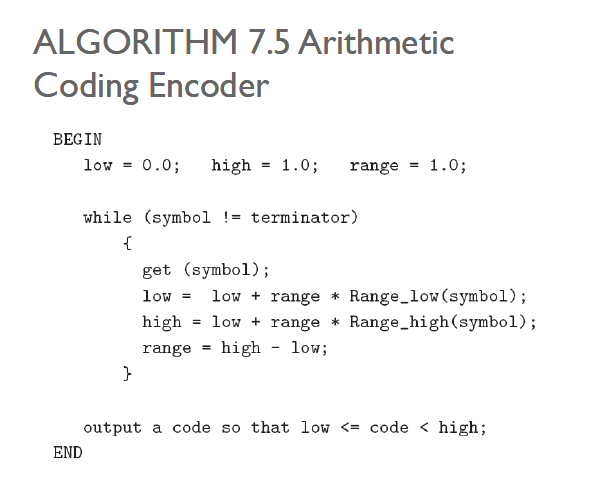 ALGORITHM 7.5 Arithmetic
Coding Encoder
BEGIN
low = 0.0; high = 1.0; range = 1.0;
while (symbol != terminator)
{
get (symbol);
low = low + range * Range_low(symbol);
high = low + range * Range_high(symbol);
range = high - low;
}
output a code so that low <= code < high;
END